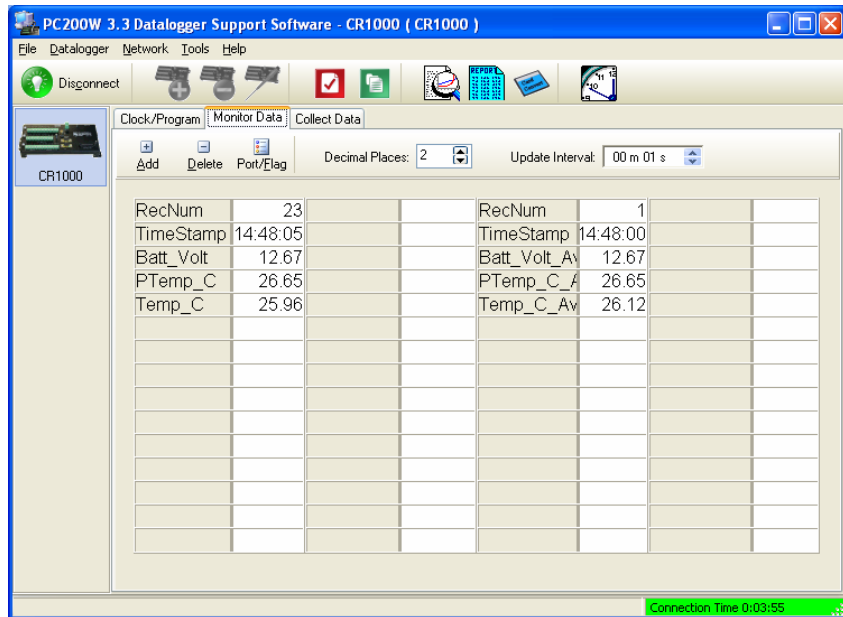 PC200W 3.3 Datalogger Support Software - CR1000 ( CR1000 )
File Datalogger Network Tools Help
Disconnect
REPORT
Clock/Program Monitor Data Collect Data
Add Delete Port/Flag Decimal Places: 2 Update Interval: 00 m 01 s
CR1000
RecNum 23 RecNum 1
TimeStamp 14:48:05 TimeStamp 14:48:00
Batt_Volt 12.67 Batt_Volt_Av 12.67
PTemp_C 26.65 PTemp_C_A 26.65
Temp_C 25.96 Temp_C_Av 26.12
Connection Time 0:03:55